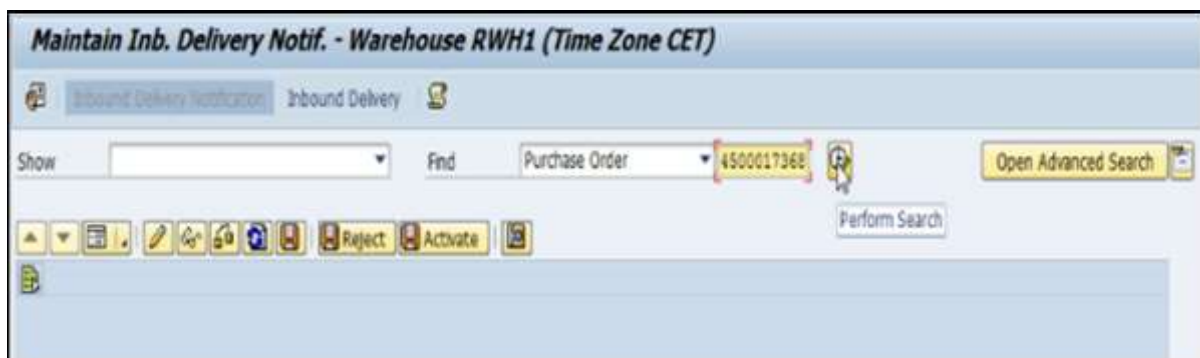 Maintain Inb. Delivery Notif. - Warehouse RWH1 (Time Zone CET)
Inbound Delivery Notification Inbound Delivery
Show Find Purchase Order 4500017368 Open Advanced Search
Perform Search
Reject Activate